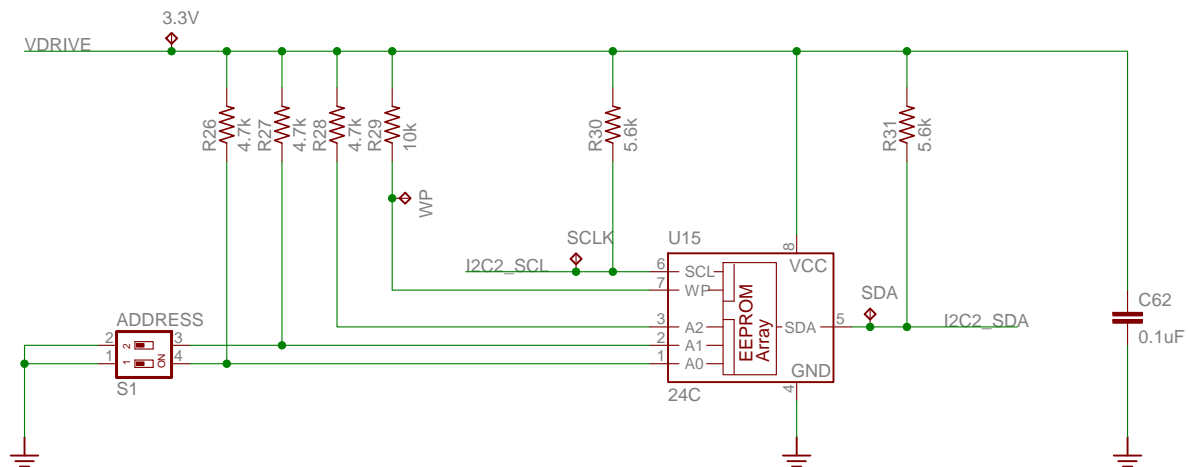 3.3V
VDRIVE
R26
4.7k
R27
4.7k
R28
4.7k
R29
10k
R30
5.6k
R31
5.6k
WP
SCLK
I2C2_SCL
U15
8
VCC
6
SCL
7
WP
3
A2
2
A1
1
A0
EEPROM
Array
SDA
5
GND
4
24C
SDA
I2C2_SDA
C62
0.1uF
ADDRESS
2
1
2
1
ON
3
4
S1